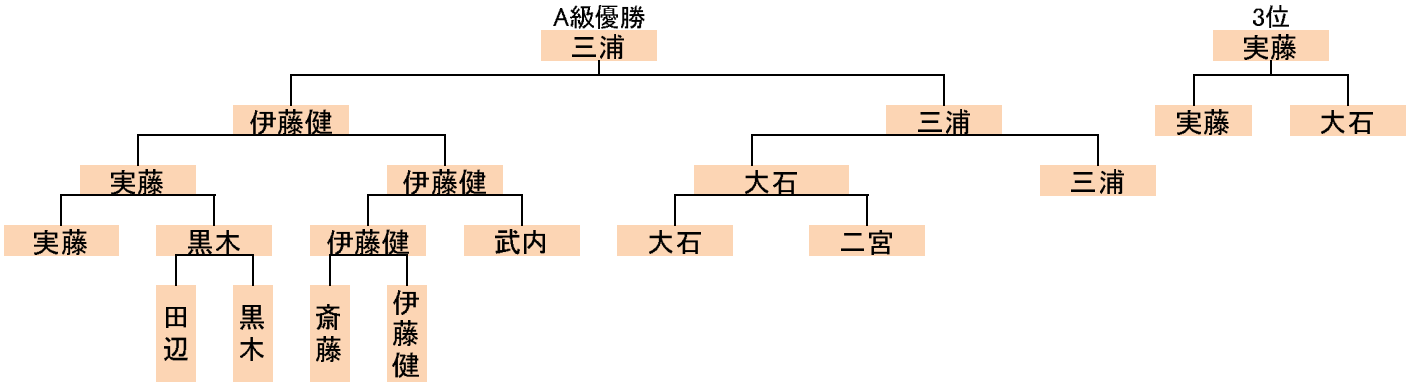 A級優勝
3位
三浦
実藤
伊藤健
三浦
実藤
大石
実藤
伊藤健
大石
三浦
実藤
黒木
伊藤健
武内
大石
二宮
田辺
黒木
斎藤
伊藤健